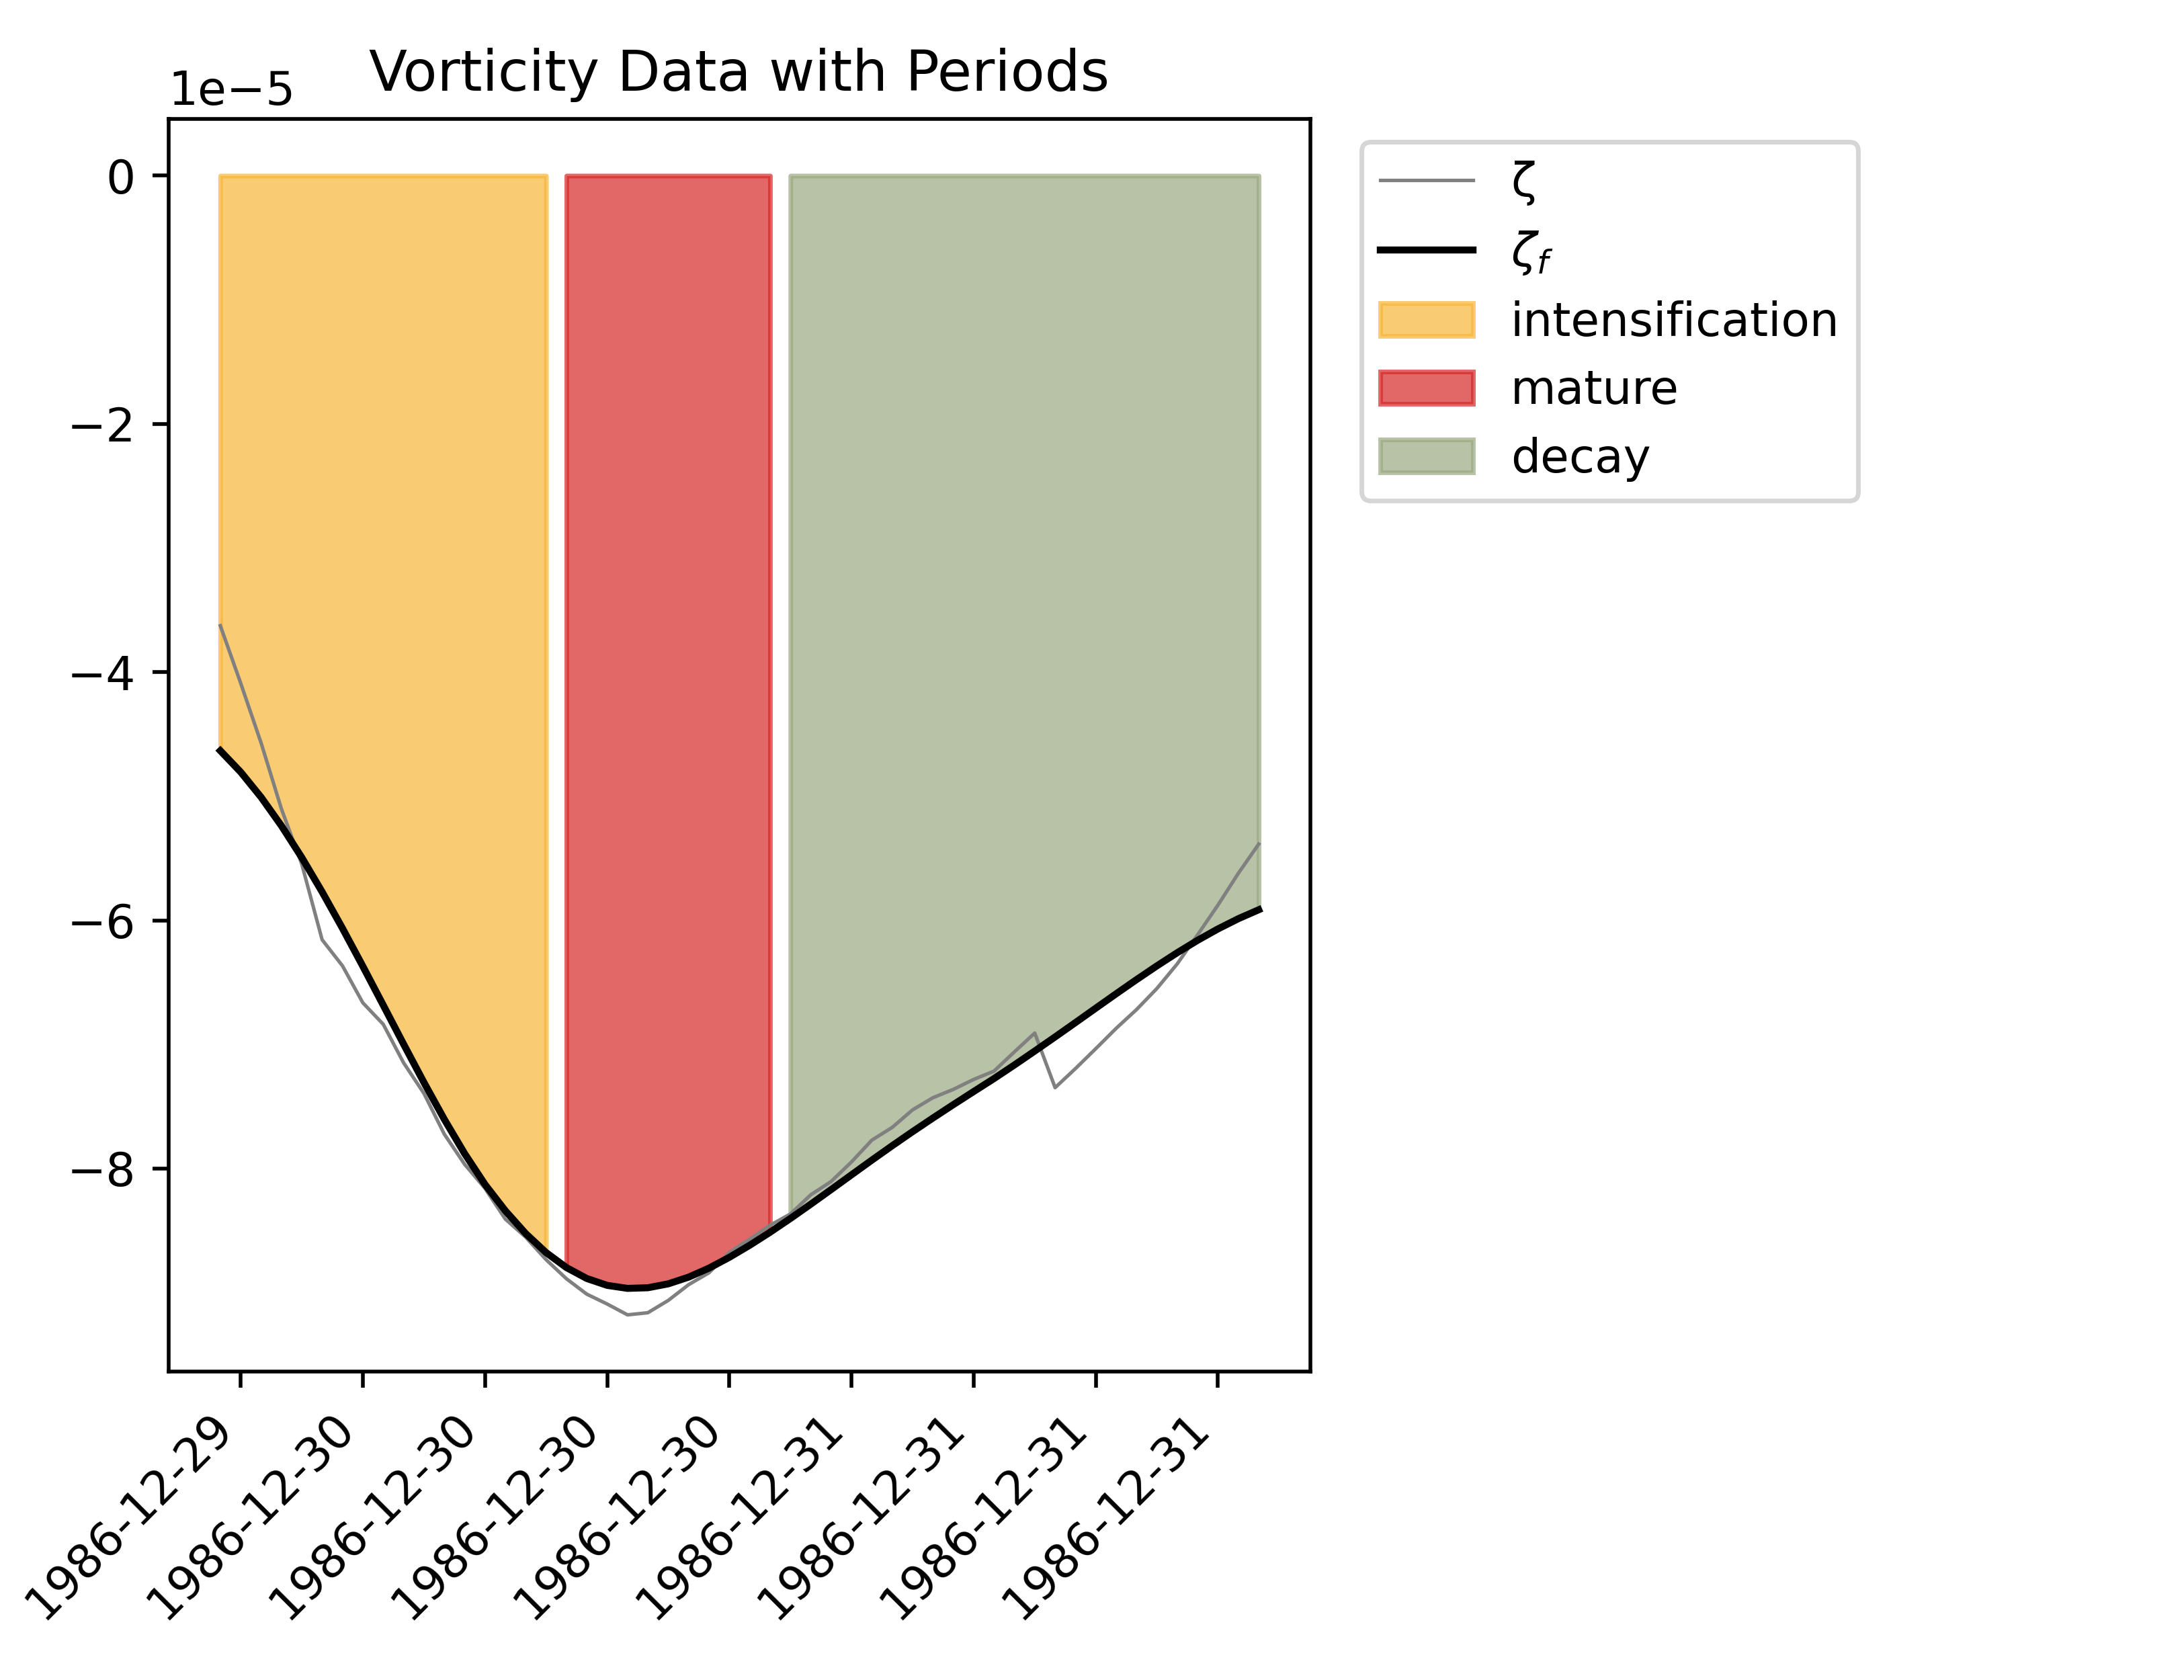 Vorticity Data with Periods
1e−5
0
−2
−4
−6
−8
1986-12-29
1986-12-30
1986-12-30
1986-12-30
1986-12-30
1986-12-31
1986-12-31
1986-12-31
1986-12-31
ζ
ζf
intensification
mature
decay